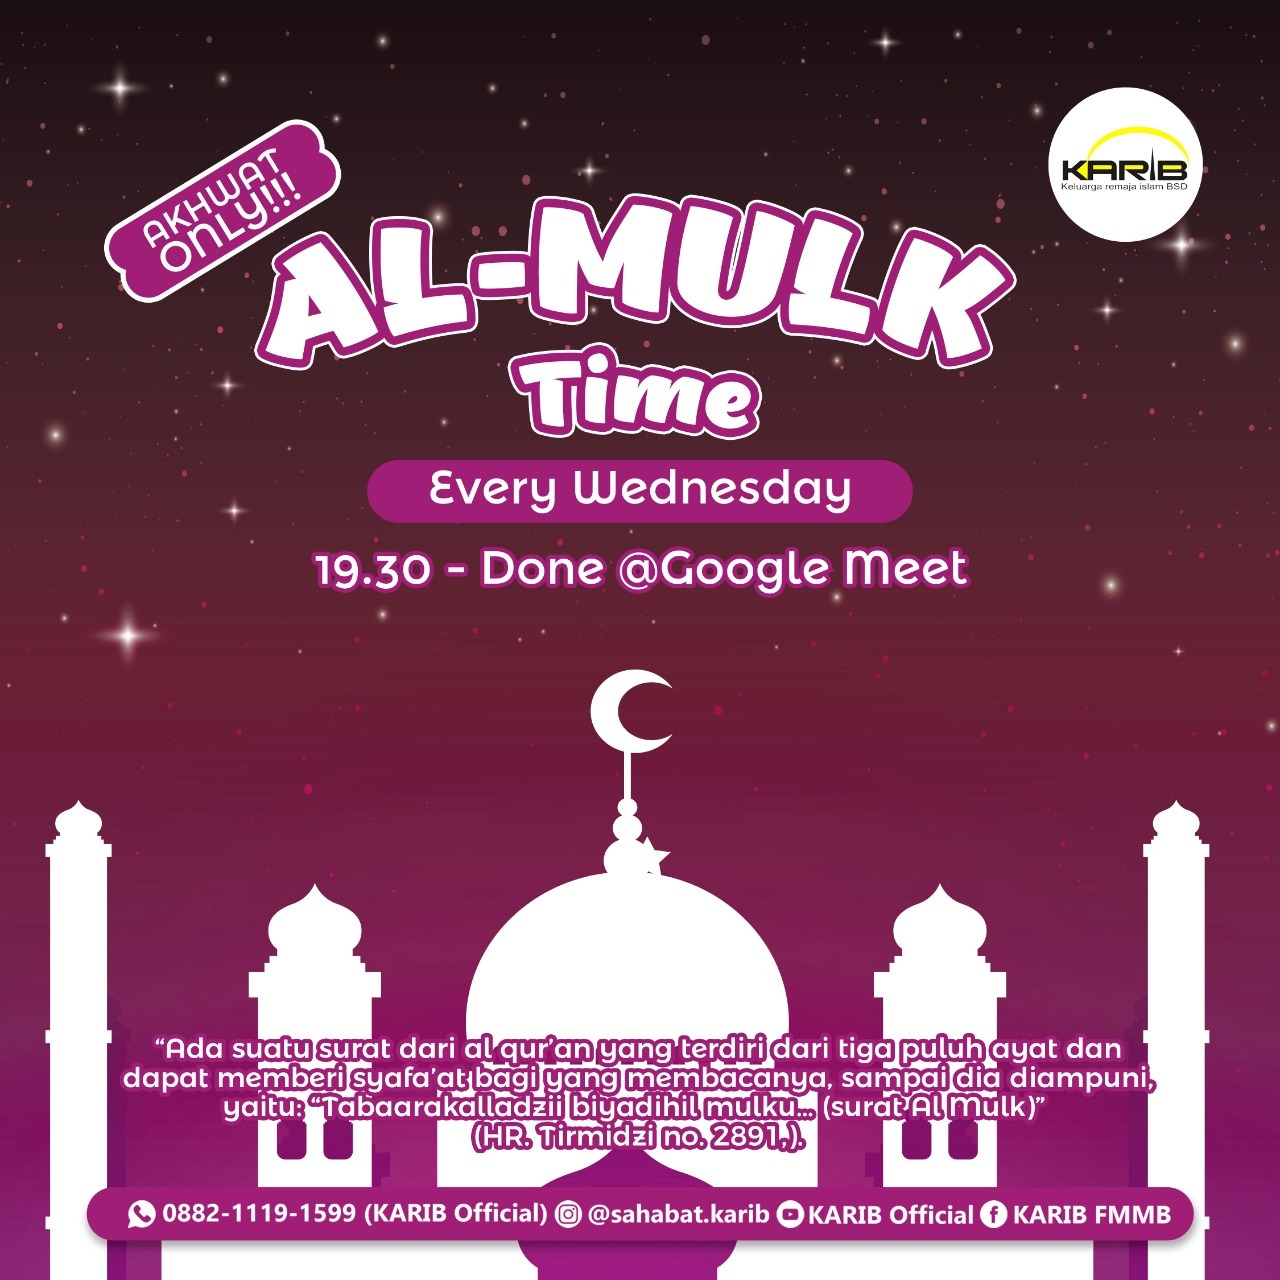 AKHWAT
ONLY!!!
KARIB
Keluarga remaja islam BSD
AL-MULK
Time
Every Wednesday
19.30 - Done @Google Meet
“Ada suatu surat dari al qur’an yang terdiri dari tiga puluh ayat dan
dapat memberi syafa’at bagi yang membacanya, sampai dia diampuni,
yaitu: “Tabaarakalladzii biyadihil mulku... (surat Al Mulk)”
(HR. Tirmidzi no. 2891,).
0882-1119-1599 (KARIB Official) @sahabat.karib KARIB Official KARIB FMMB